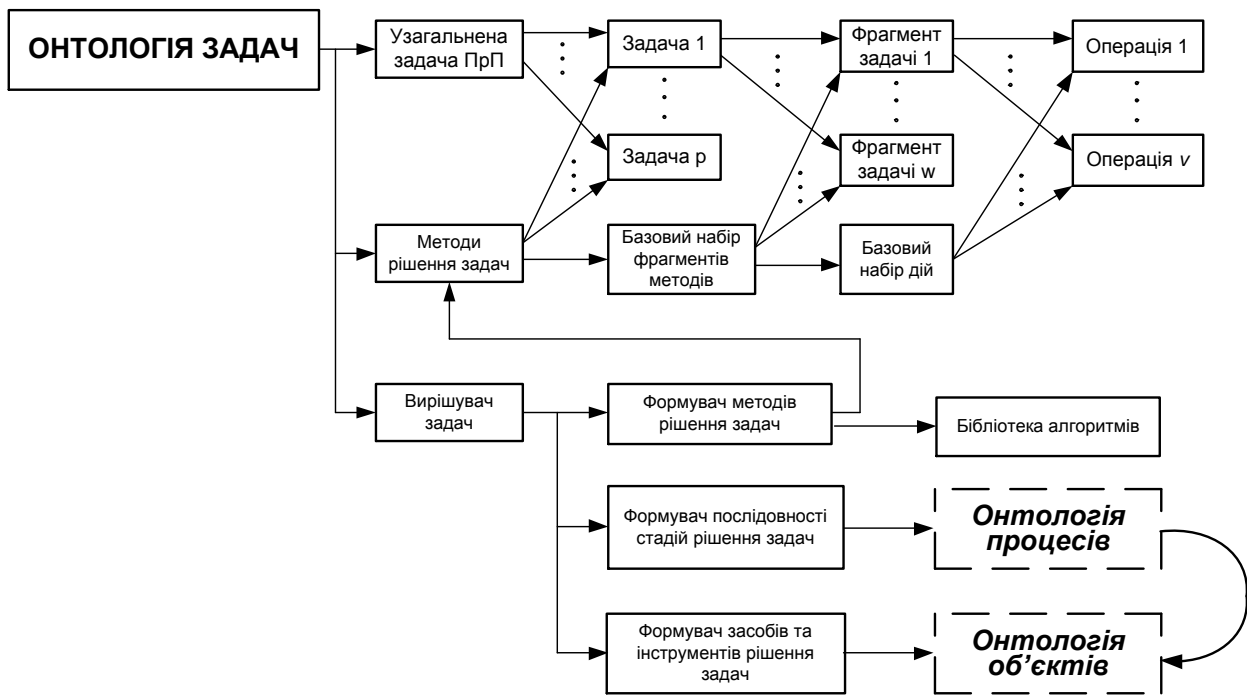 ОНТОЛОГІЯ ЗАДАЧ
Узагальнена
задача ПрП
Задача 1
Фрагмент
задачі 1
Операція 1
Задача р
Фрагмент
задачі w
Операція v
Методи
рішення задач
Базовий набір
фрагментів
методів
Базовий
набір дій
Вирішувач
задач
Формувач методів
рішення задач
Бібліотека алгоритмів
Формувач послідовності
стадій рішення задач
Онтологія
процесів
Формувач засобів та
інструментів рішення
задач
Онтологія
об’єктів